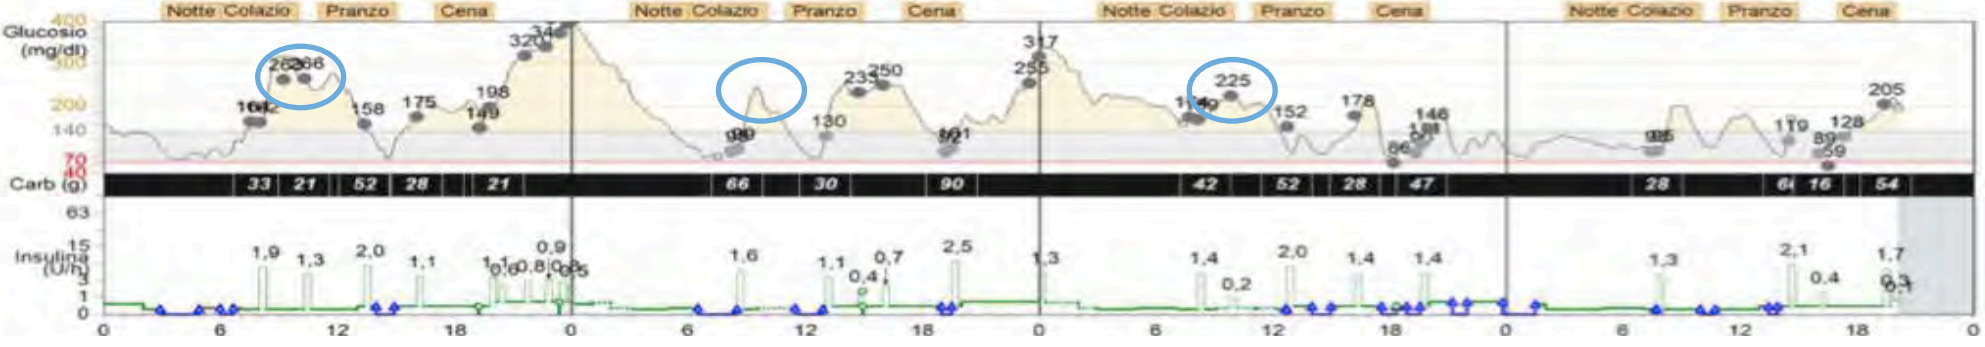 Notte Colazio Pranzo Cena Notte Colazio Pranzo Cena Notte Colazio Pranzo Cena Notte Colazio Pranzo Cena
400
Glucosio
(mg/dl)
300
200
140
70
40
266 158 175 149 198 320
130 235 250 255 317
225 152 178 86 146
119 89 59 128 205
Carb (g) 33 21 52 28 21 66 30 90 42 52 28 47 28 16 54
63
15
Insulina
(U/h)
3
1
0
1,9 1,3 2,0 1,1 0,8 0,9 1,6 1,1 0,4 0,7 2,5 1,3 1,4 0,2 2,0 1,4 1,4 1,3 2,1 0,4 1,7
0 6 12 18 0 6 12 18 0 6 12 18 0 6 12 18 0